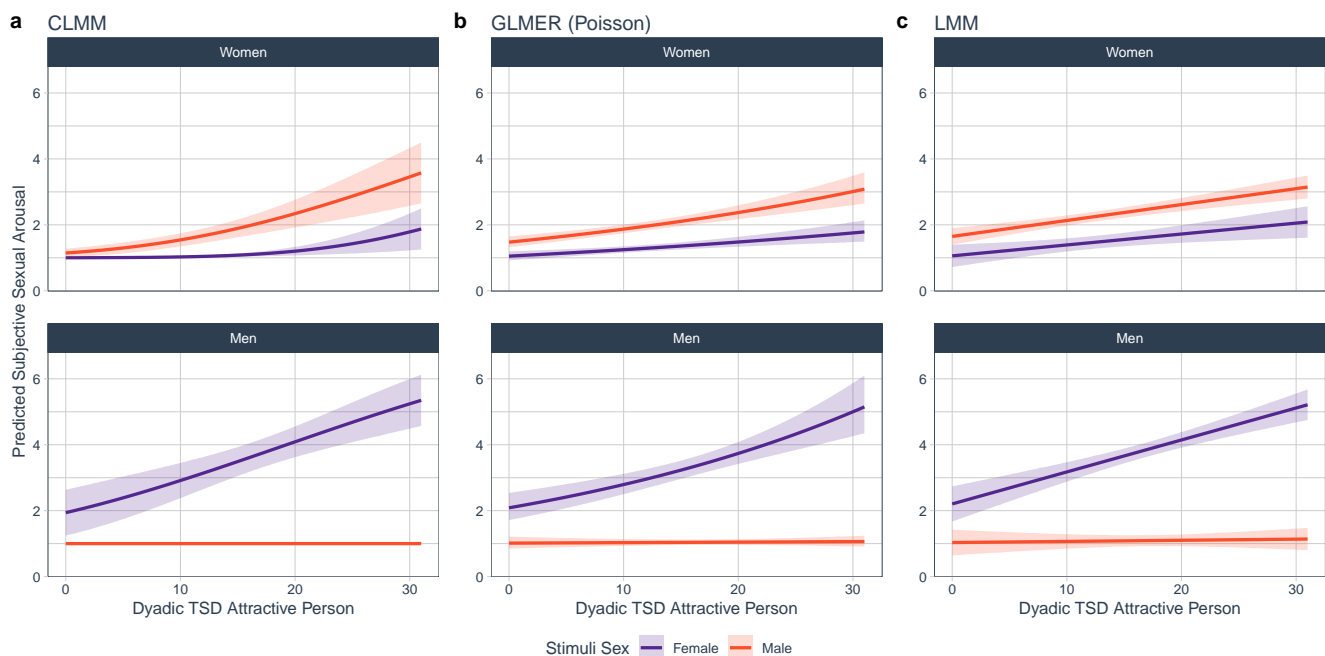 a CLMM
b GLMER (Poisson)
c LMM
Women
Women
Women
6
4
2
0
6
4
2
0
6
4
2
0
Predicted Subjective Sexual Arousal
Men
Men
Men
6
4
2
0
6
4
2
0
6
4
2
0
0 10 20 30
0 10 20 30
0 10 20 30
Dyadic TSD Attractive Person
Dyadic TSD Attractive Person
Dyadic TSD Attractive Person
Stimuli Sex Female Male